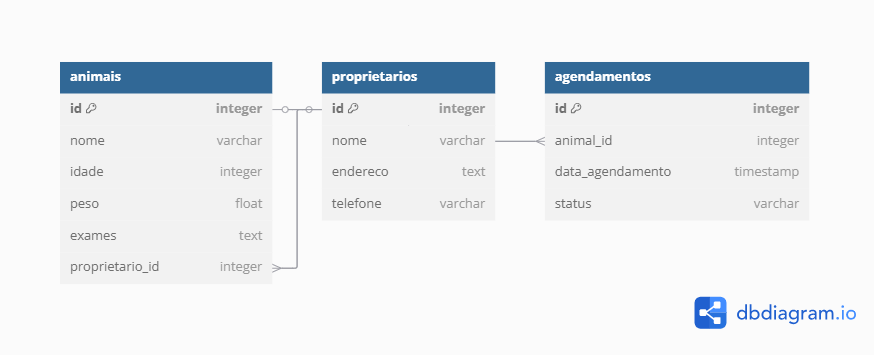 animais
id integer
nome varchar
idade integer
peso float
exames text
proprietario_id integer
proprietarios
id integer
nome varchar
endereco text
telefone varchar
agendamentos
id integer
animal_id integer
data_agendamento timestamp
status varchar
dbdiagram.io